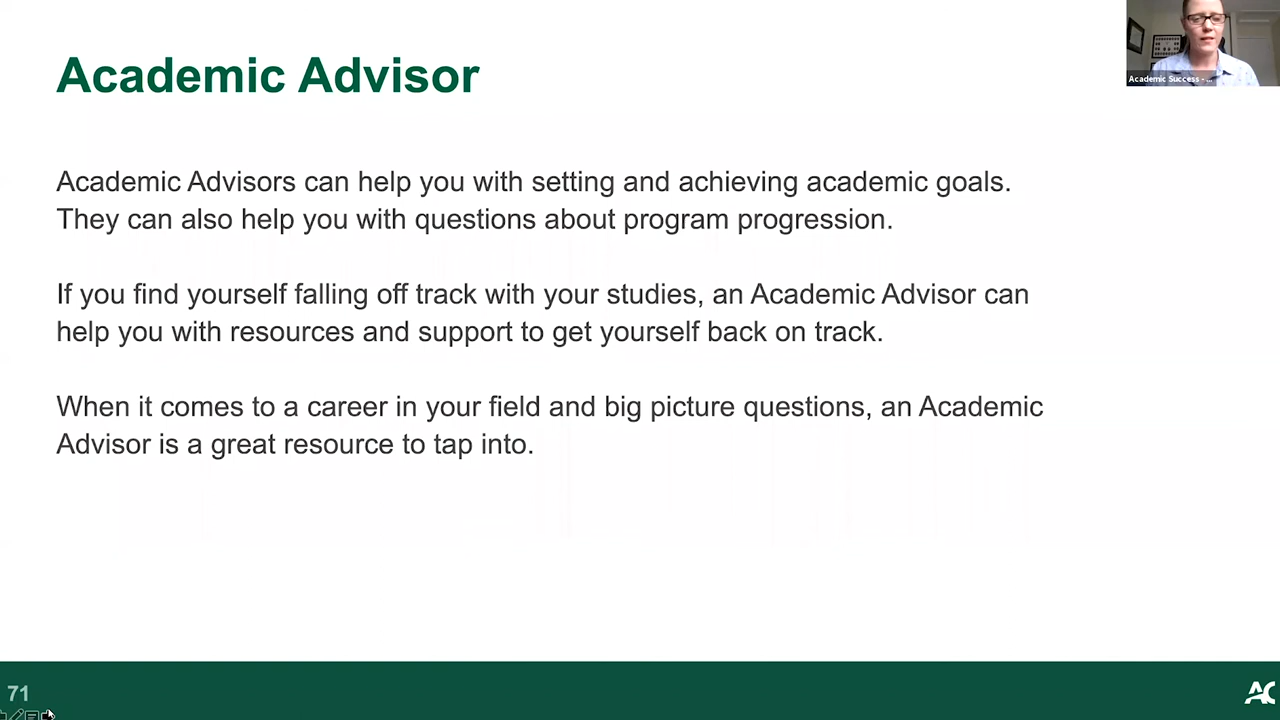 Academic Advisor
Academic Success - ...
Academic Advisors can help you with setting and achieving academic goals.
They can also help you with questions about program progression.
If you find yourself falling off track with your studies, an Academic Advisor can
help you with resources and support to get yourself back on track.
When it comes to a career in your field and big picture questions, an Academic
Advisor is a great resource to tap into.
71
AC